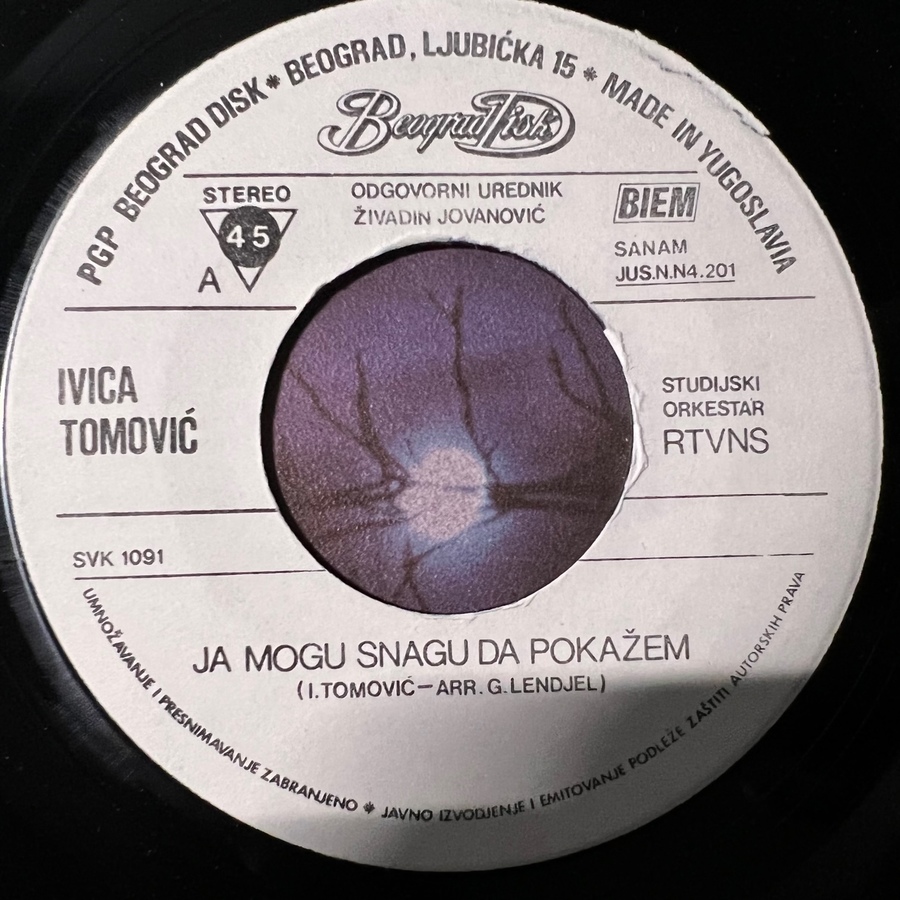 PGP BEOGRAD DISK * BEOGRAD, LJUBIĆKA 15 * MADE IN YUGOSLAVIA
Beograd Disk
STEREO
45
A
ODGOVORNI UREDNIK
ŽIVADIN JOVANOVIĆ
BIEM
SANAM
JUS.N.N4.201
IVICA
TOMOVIĆ
STUDIJSKI
ORKESTAR
RTVNS
SVK 1091
JA MOGU SNAGU DA POKAŽEM
(I.TOMOVIĆ—ARR.G.LENDJEL)
UMNOŽAVANJE I PRESNIMAVANJE ZABRANJENO * JAVNO IZVODJENJE I EMITOVANJE PODLEŽE ZAŠTITI AUTORSKIH PRAVA